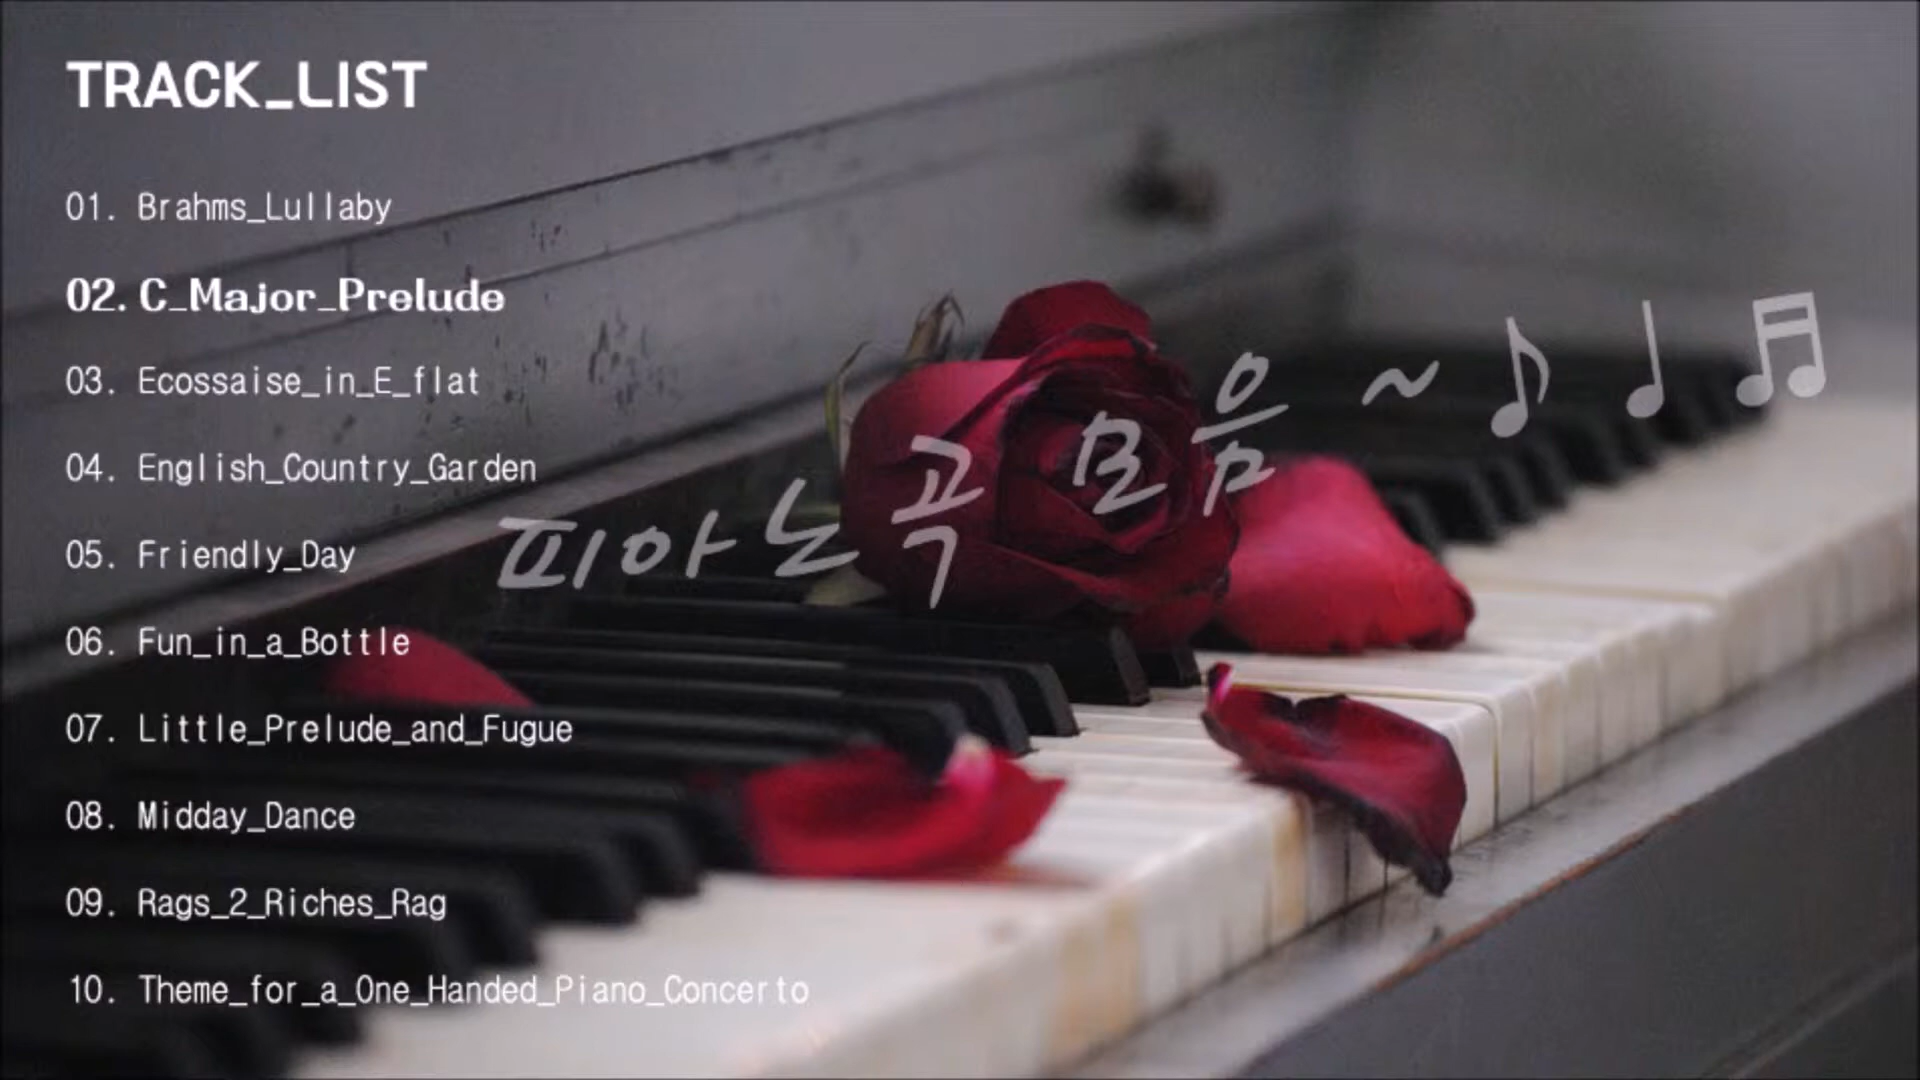 TRACK_LIST
01. Brahms_Lullaby
02. C_Major_Prelude
03. Ecossaise_in_E_flat
04. English_Country_Garden
05. Friendly_Day
06. Fun_in_a_Bottle
07. Little_Prelude_and_Fugue
08. Midday_Dance
09. Rags_2_Riches_Rag
10. Theme_for_a_One_Handed_Piano_Concerto
피아노곡 모음 ~ ♪ ♩ ♬